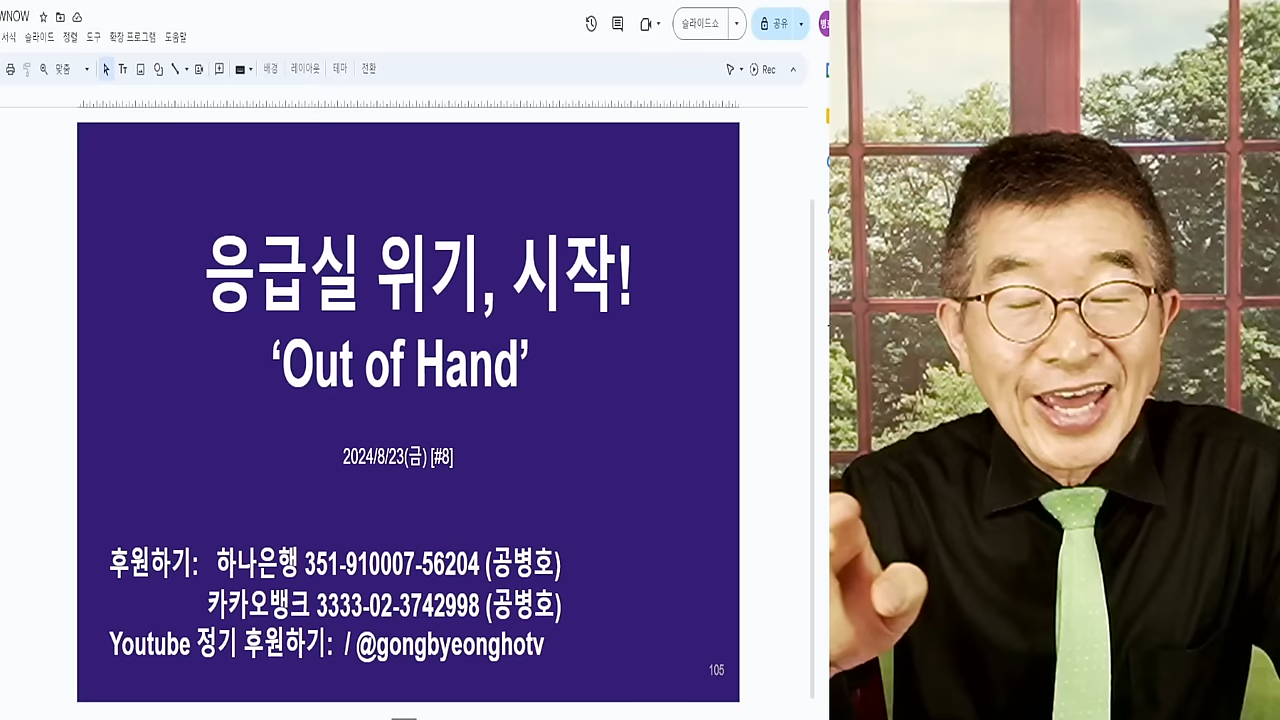 WNOW
서식 슬라이드 정렬 도구 확장 프로그램 도움말
슬라이드쇼
공유
맞춤
배경 레이아웃 테마 전환
Rec
응급실 위기, 시작!
‘Out of Hand’
2024/8/23(금) [#8]
후원하기: 하나은행 351-910007-56204 (공병호)
카카오뱅크 3333-02-3742998 (공병호)
Youtube 정기 후원하기: / @gongbyeonghotv
105